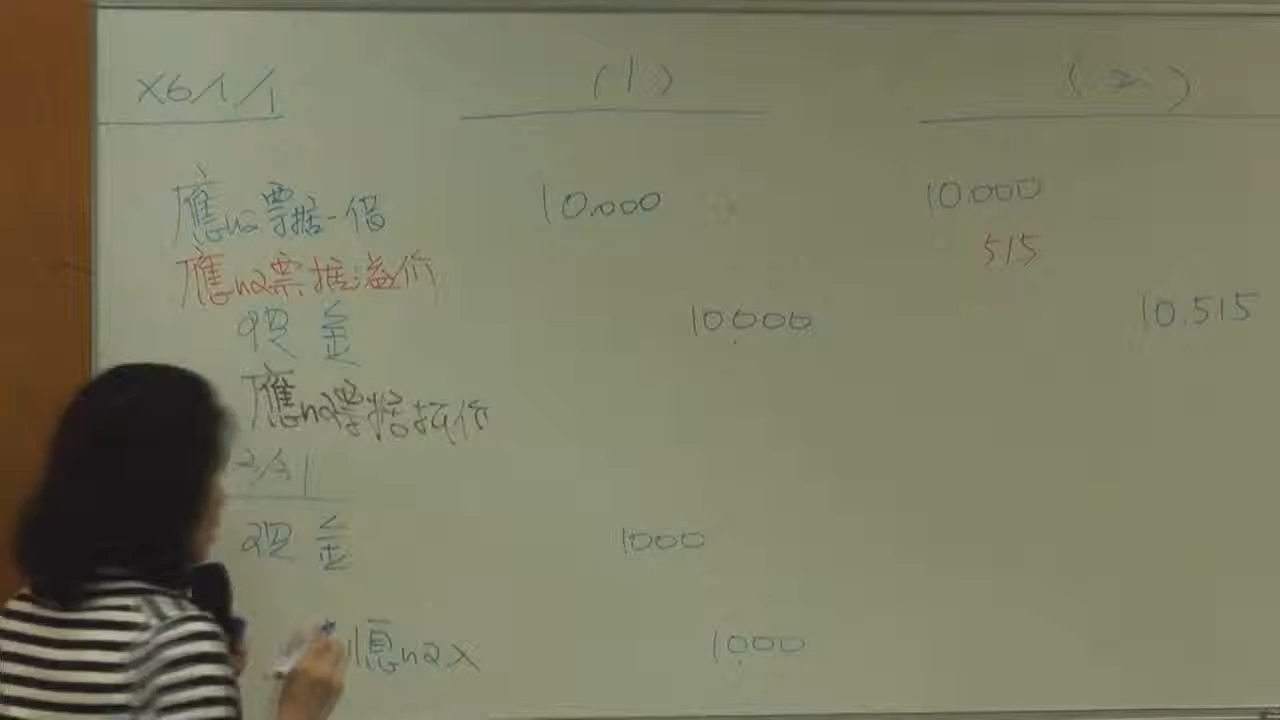 X6 1/1 (1) (2)
應收票據-借 10.000 10.000
應收票據溢價 515
現金 10.000 10.515
應收票據折價
2/31
現金 1000
利息收入 1000